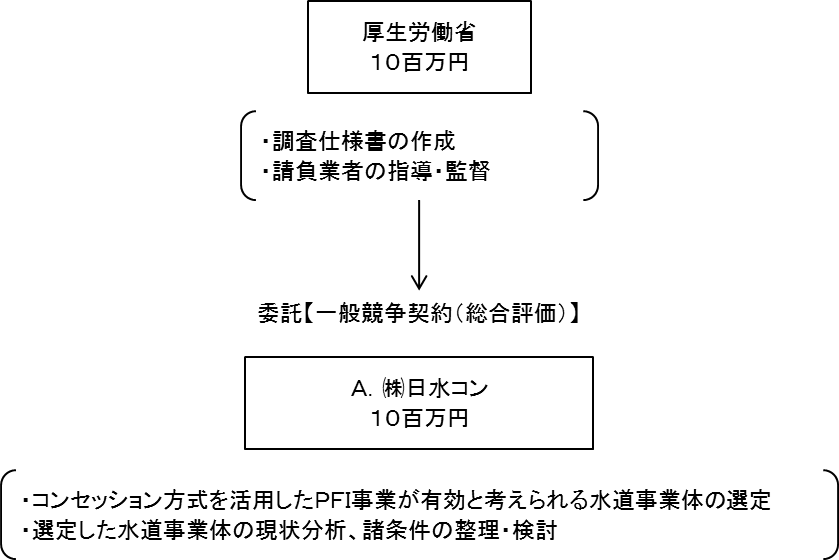 厚生労働省
１０百万円
・調査仕様書の作成
・請負業者の指導・監督
委託【一般競争契約（総合評価）】
Ａ．㈱日水コン
１０百万円
・コンセッション方式を活用したPFI事業が有効と考えられる水道事業体の選定
・選定した水道事業体の現状分析、諸条件の整理・検討